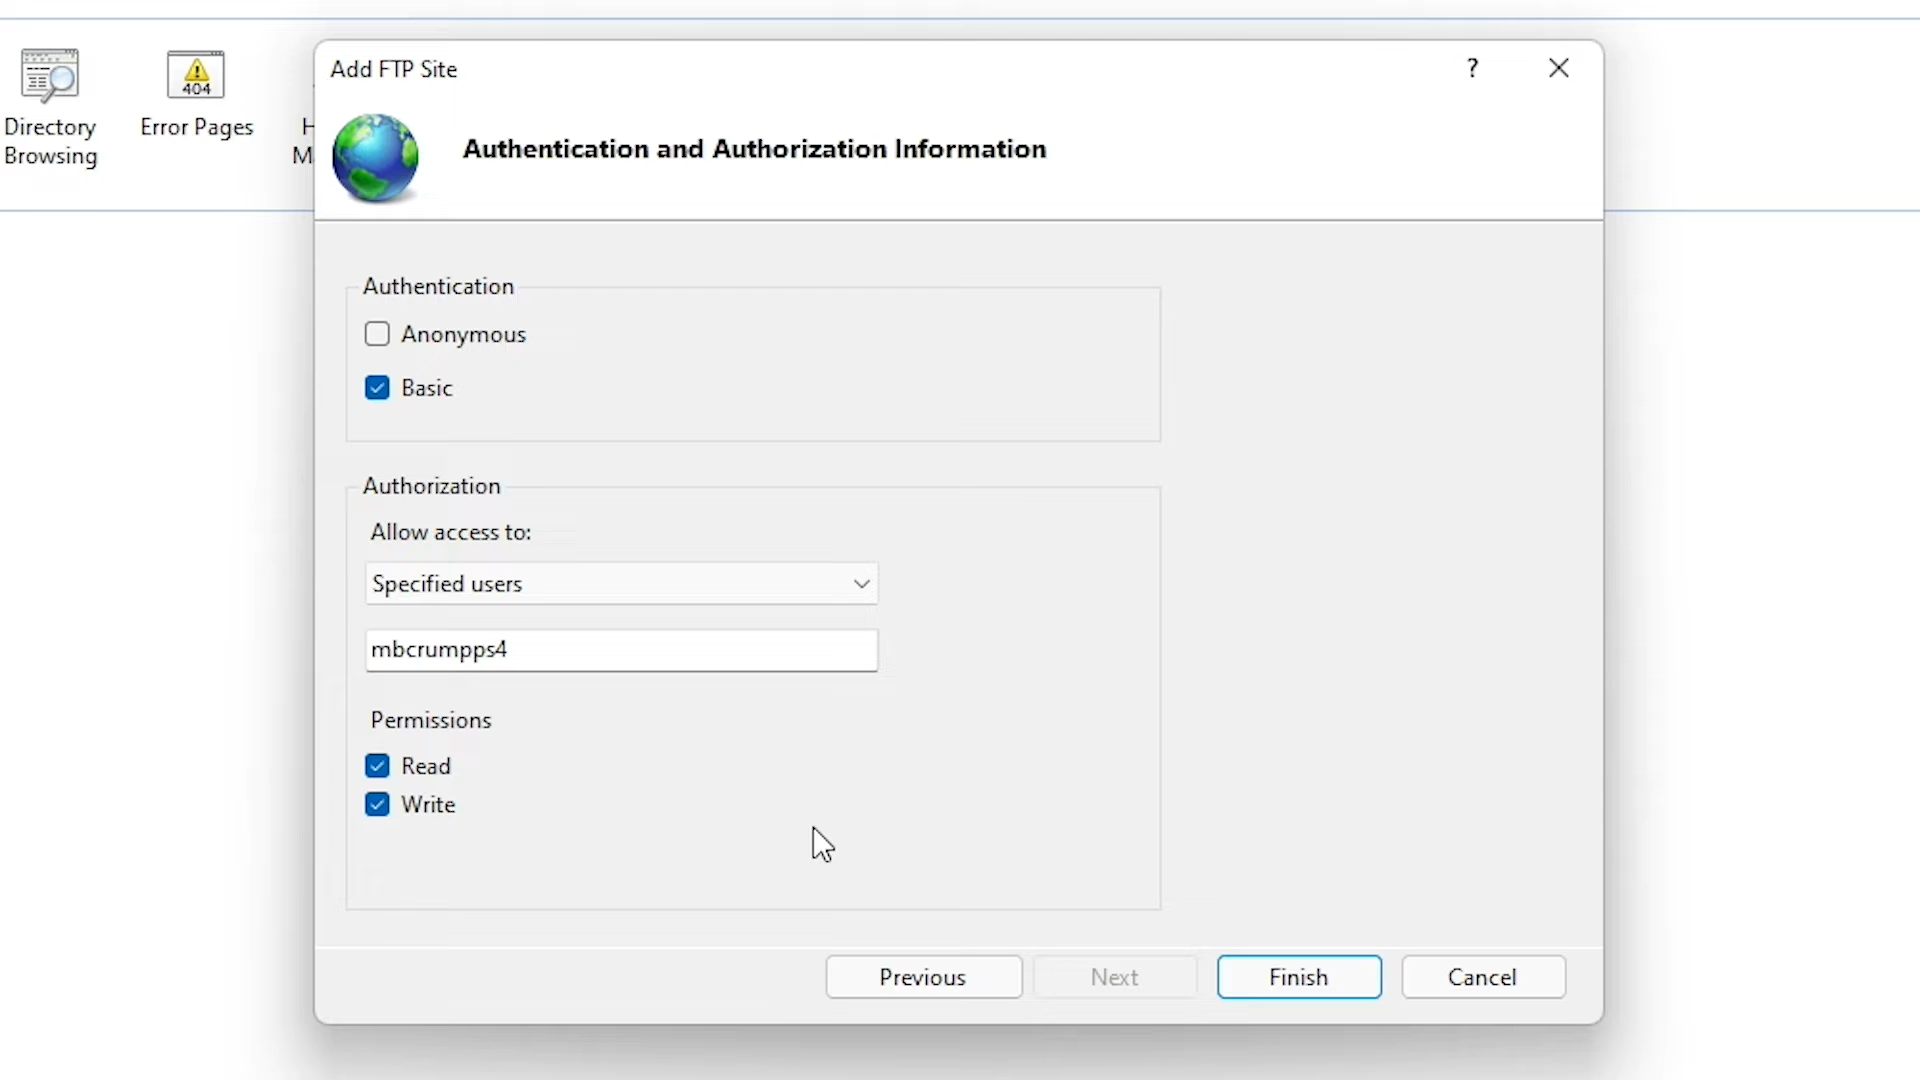 Add FTP Site
?
404
Directory
Browsing
Error Pages
H
M
Authentication and Authorization Information
Authentication
Anonymous
Basic
Authorization
Allow access to:
Specified users
mbcrumpps4
Permissions
Read
Write
Previous
Next
Finish
Cancel